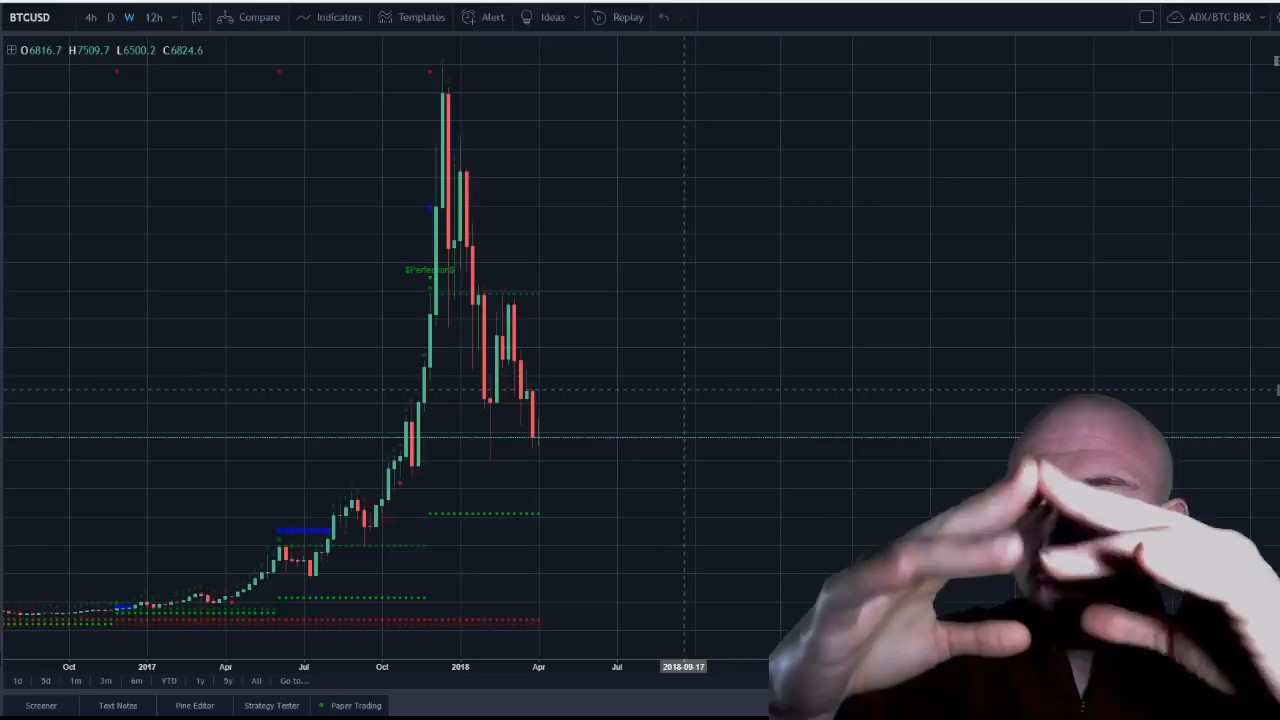 BTCUSD 4h D W 12h Compare Indicators Templates Alert Ideas Replay ADX/BTC BRX
O6816.7 H7509.7 L6500.2 C6824.6
$Perfection$
Oct 2017 Apr Jul Oct 2018 Apr Jul 2018-09-17
1d 5d 1m 3m 6m YTD 1y 5y All Go to...
Screener Text Notes Pine Editor Strategy Tester Paper Trading